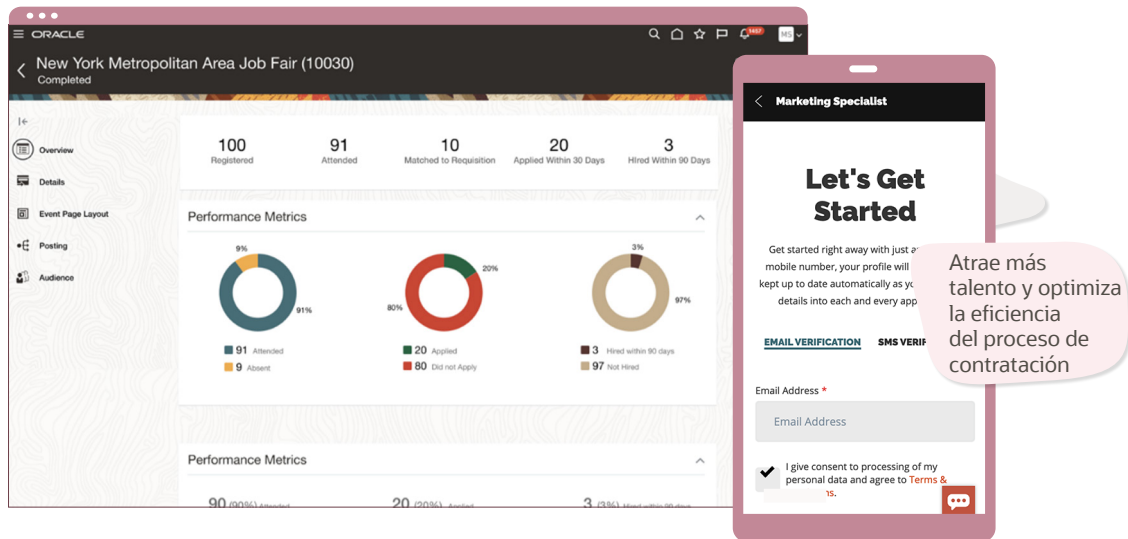 ORACLE
1407
MS
New York Metropolitan Area Job Fair (10030)
Completed
Overview
Details
Event Page Layout
Posting
Audience
100
Registered
91
Attended
10
Matched to Requisition
20
Applied Within 30 Days
3
Hired Within 90 Days
Performance Metrics
9%
91%
91 Attended
9 Absent
20%
80%
20 Applied
80 Did not Apply
3%
97%
3 Hired within 90 days
97 Not Hired
Performance Metrics
90 (90%) Attended
20 (20%) Applied
3 (3%) Hired within 90 days
Marketing Specialist
Let's Get
Started
Get started right away with just a
mobile number, your profile will
kept up to date automatically as yo
details into each and every app
EMAIL VERIFICATION
SMS VERIF
Email Address *
Email Address
I give consent to processing of my
personal data and agree to Terms &
ns.
Atrae más
talento y optimiza
la eficiencia
del proceso de
contratación